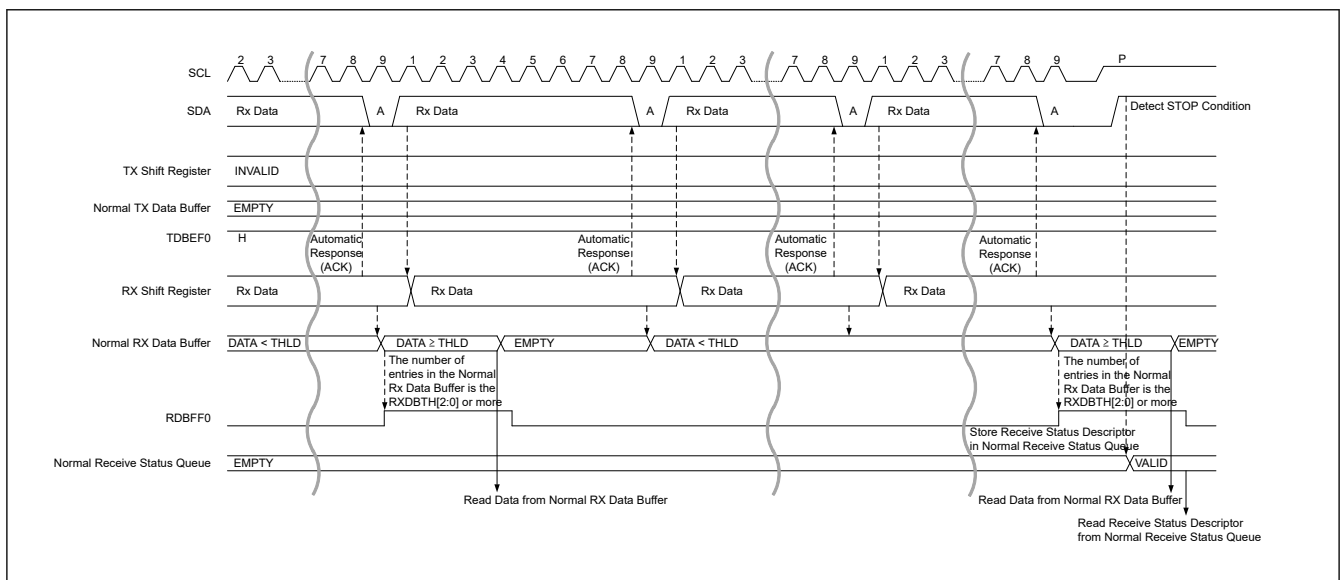 2 3 7 8 9 1 2 3 4 5 6 7 8 9 1 2 3 7 8 9 1 2 3 7 8 9 P
SCL
SDA Rx Data A Rx Data A Rx Data A Rx Data A Detect STOP Condition
TX Shift Register INVALID
Normal TX Data Buffer EMPTY
TDBEF0 H Automatic Automatic Automatic Automatic
Response Response Response Response
(ACK) (ACK) (ACK) (ACK)
RX Shift Register Rx Data Rx Data Rx Data Rx Data
Normal RX Data Buffer DATA < THLD DATA ≥ THLD EMPTY DATA < THLD DATA ≥ THLD EMPTY
The number of The number of
entries in the Normal entries in the Normal
Rx Data Buffer is the Rx Data Buffer is the
RXDBTH[2:0] or more RXDBTH[2:0] or more
RDBFF0
Store Receive Status Descriptor
in Normal Receive Status Queue
Normal Receive Status Queue EMPTY VALID
Read Data from Normal RX Data Buffer Read Data from Normal RX Data Buffer
Read Receive Status Descriptor
from Normal Receive Status Queue